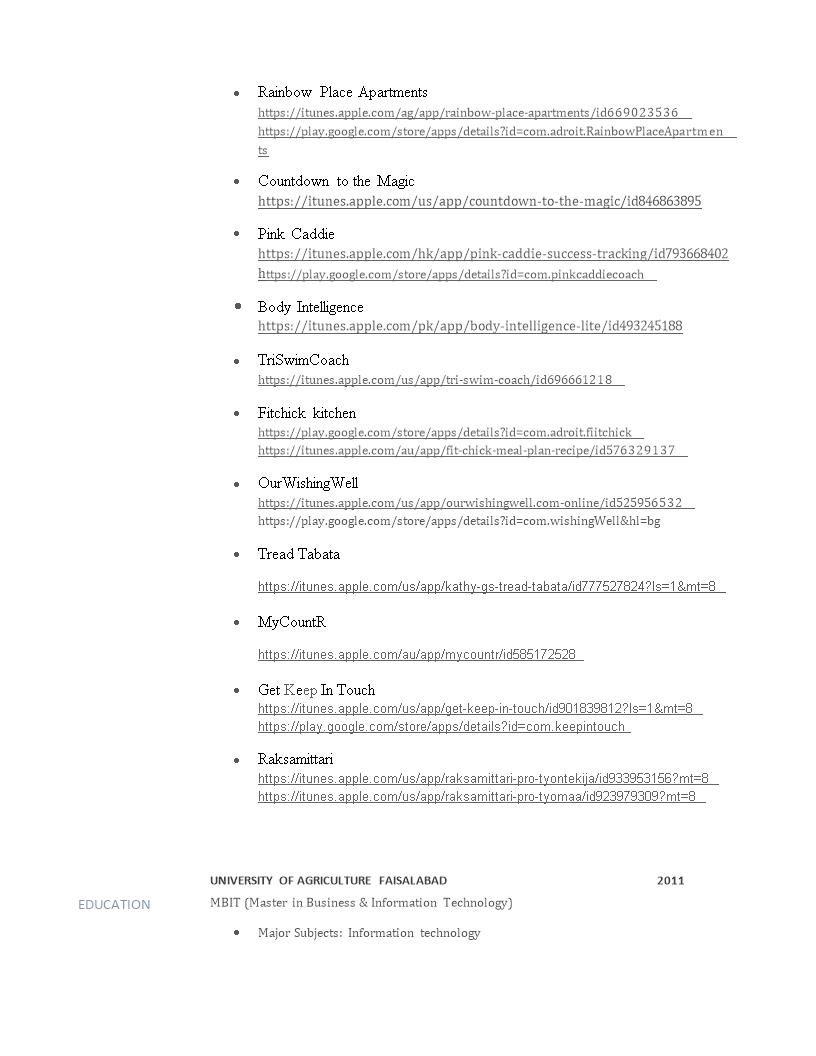 Rainbow Place Apartments
https://itunes.apple.com/ag/app/rainbow-place-apartments/id669023536
https://play.google.com/store/apps/details?id=com.adroit.RainbowPlaceApartmen
ts
Countdown to the Magic
https://itunes.apple.com/us/app/countdown-to-the-magic/id846863895
Pink Caddie
https://itunes.apple.com/hk/app/pink-caddie-success-tracking/id793668402
https://play.google.com/store/apps/details?id=com.pinkcaddiecoach
Body Intelligence
https://itunes.apple.com/pk/app/body-intelligence-lite/id493245188
TriSwimCoach
https://itunes.apple.com/us/app/tri-swim-coach/id696661218
Fitchick kitchen
https://play.google.com/store/apps/details?id=com.adroit.fiitchick
https://itunes.apple.com/au/app/fit-chick-meal-plan-recipe/id576329137
OurWishingWell
https://itunes.apple.com/us/app/ourwishingwell.com-online/id525956532
https://play.google.com/store/apps/details?id=com.wishingWell&hl=bg
Tread Tabata
https://itunes.apple.com/us/app/kathy-gs-tread-tabata/id777527824?ls=1&mt=8
MyCountR
https://itunes.apple.com/au/app/mycountr/id585172528
Get Keep In Touch
https://itunes.apple.com/us/app/get-keep-in-touch/id901839812?ls=1&mt=8
https://play.google.com/store/apps/details?id=com.keepintouch
Raksamittari
https://itunes.apple.com/us/app/raksamittari-pro-tyontekija/id933953156?mt=8
https://itunes.apple.com/us/app/raksamittari-pro-tyomaa/id923979309?mt=8
UNIVERSITY OF AGRICULTURE FAISALABAD 2011
EDUCATION MBIT (Master in Business & Information Technology)
Major Subjects: Information technology